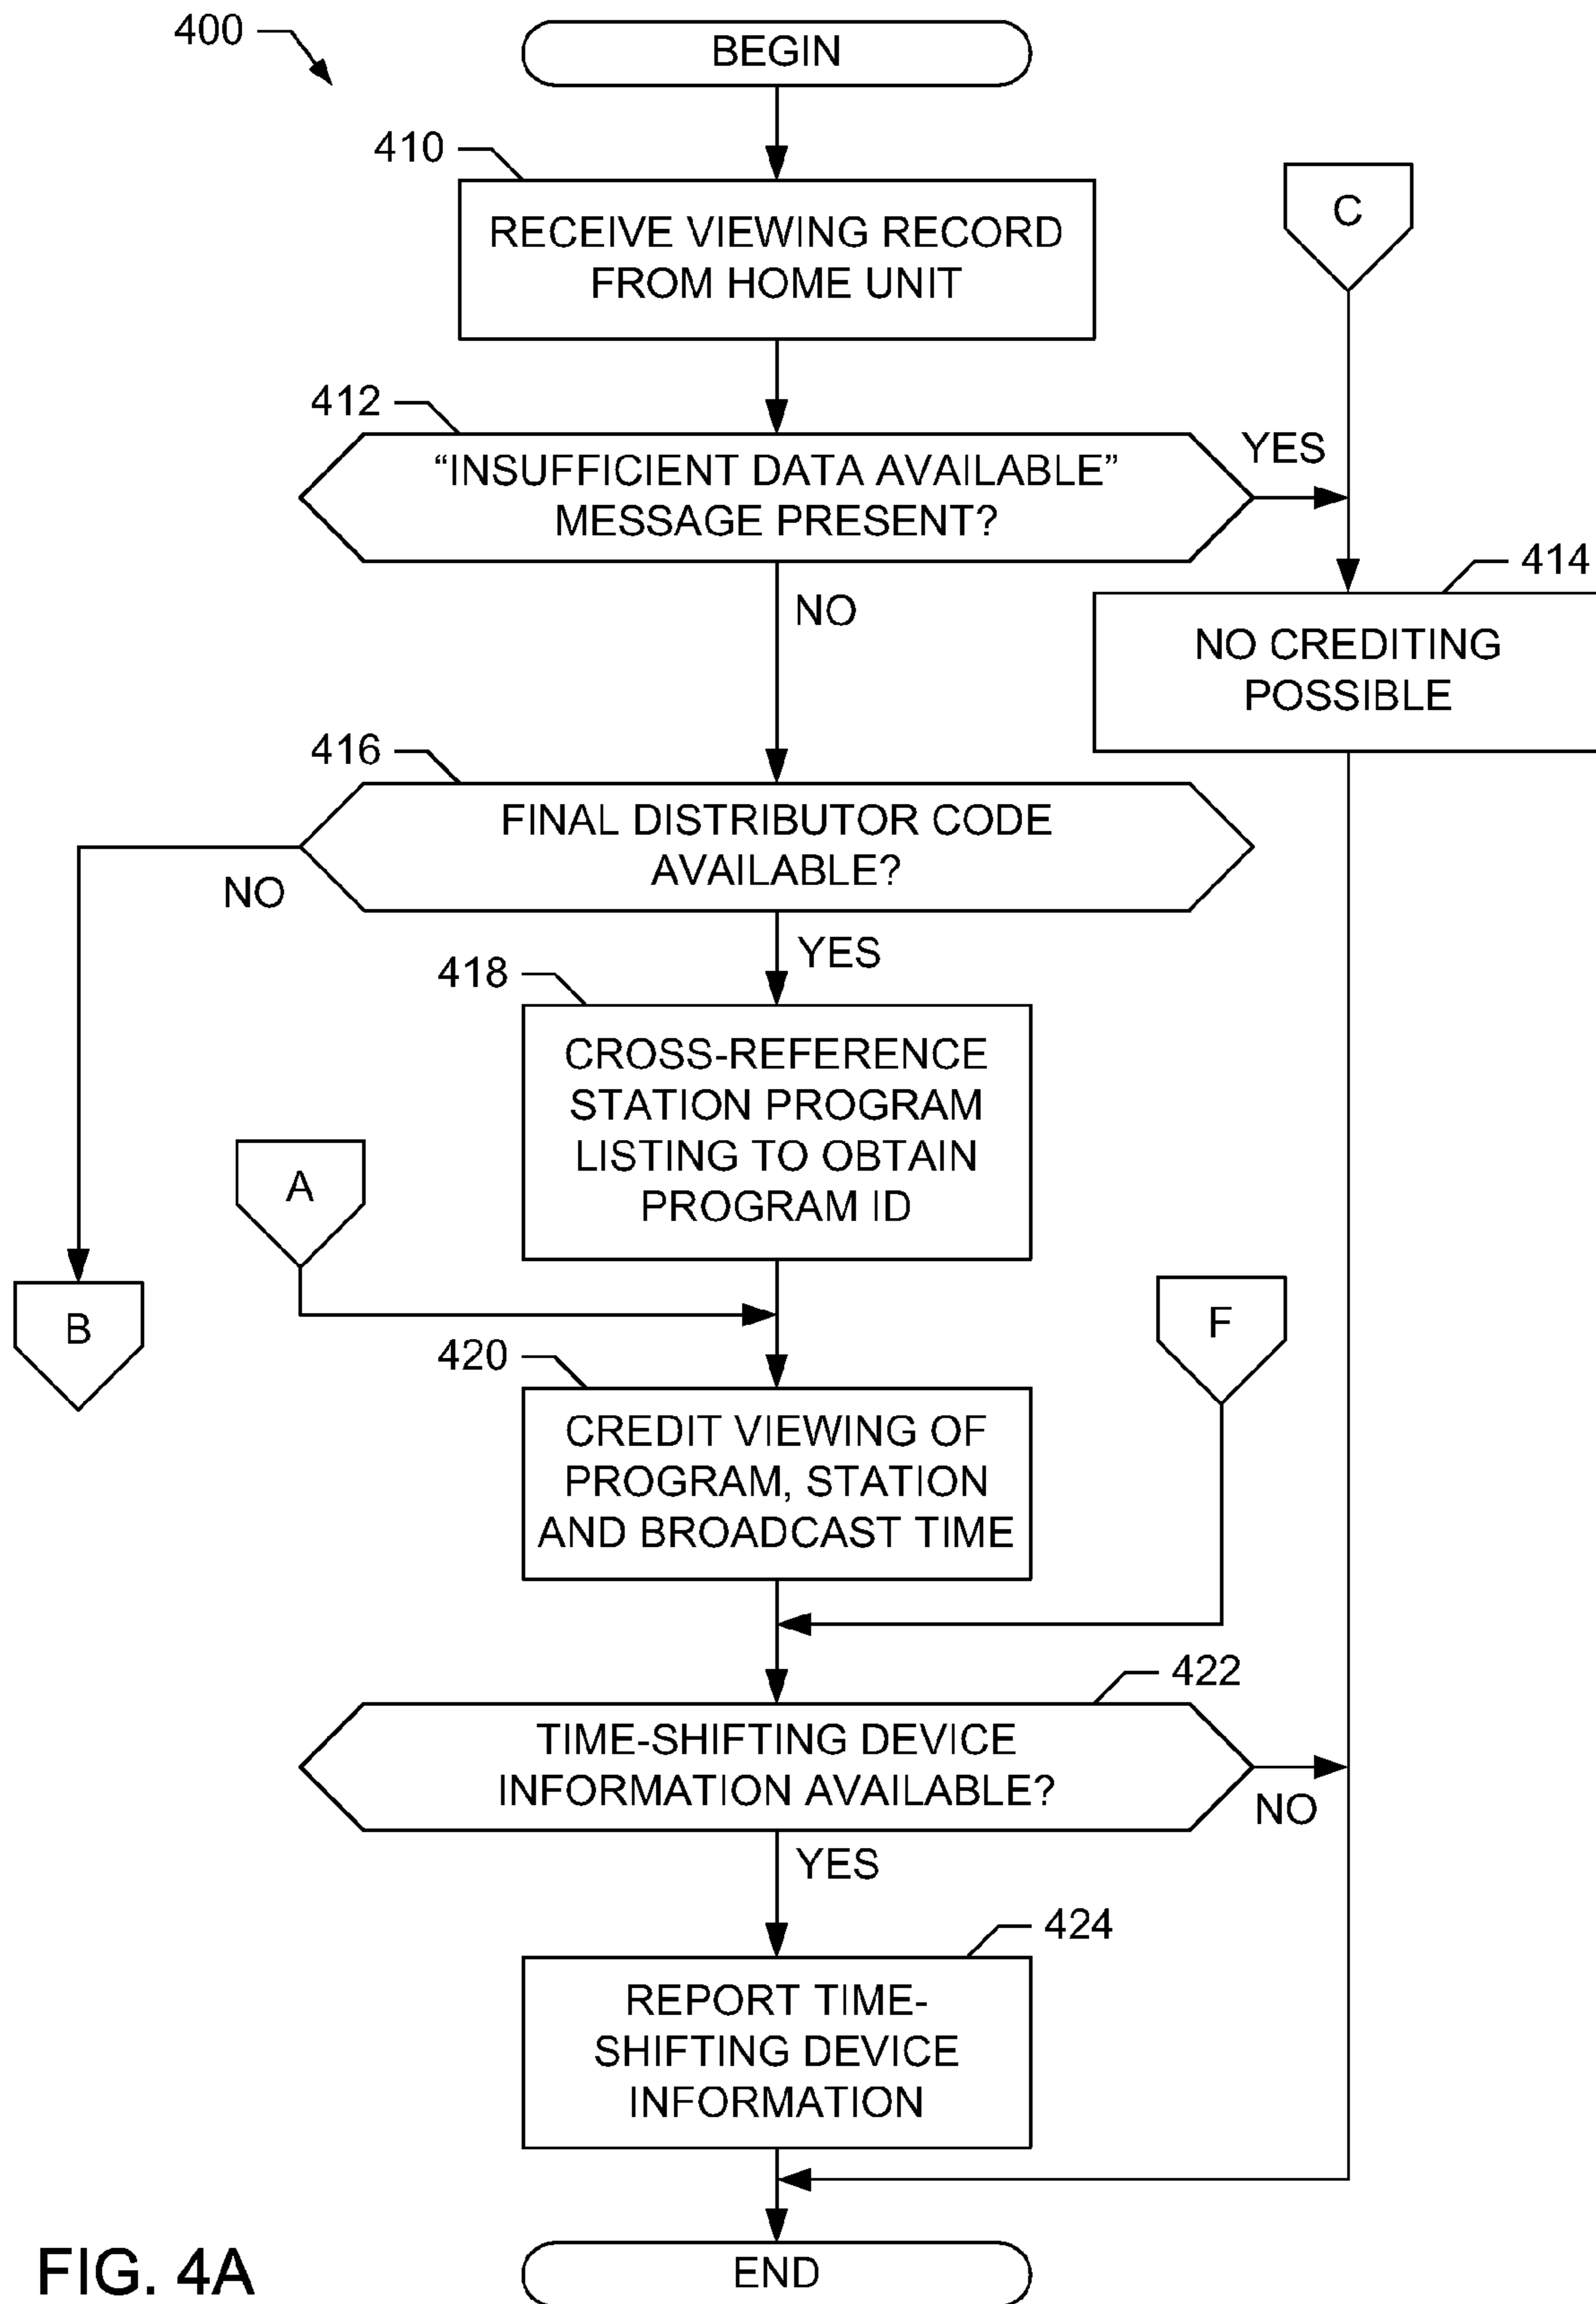 400
BEGIN
410
RECEIVE VIEWING RECORD
FROM HOME UNIT
C
412
“INSUFFICIENT DATA AVAILABLE”
MESSAGE PRESENT?
YES
NO
414
NO CREDITING
POSSIBLE
416
FINAL DISTRIBUTOR CODE
AVAILABLE?
NO
YES
418
CROSS-REFERENCE
STATION PROGRAM
LISTING TO OBTAIN
PROGRAM ID
A
B
F
420
CREDIT VIEWING OF
PROGRAM, STATION
AND BROADCAST TIME
422
TIME-SHIFTING DEVICE
INFORMATION AVAILABLE?
NO
YES
424
REPORT TIME-
SHIFTING DEVICE
INFORMATION
END
FIG. 4A